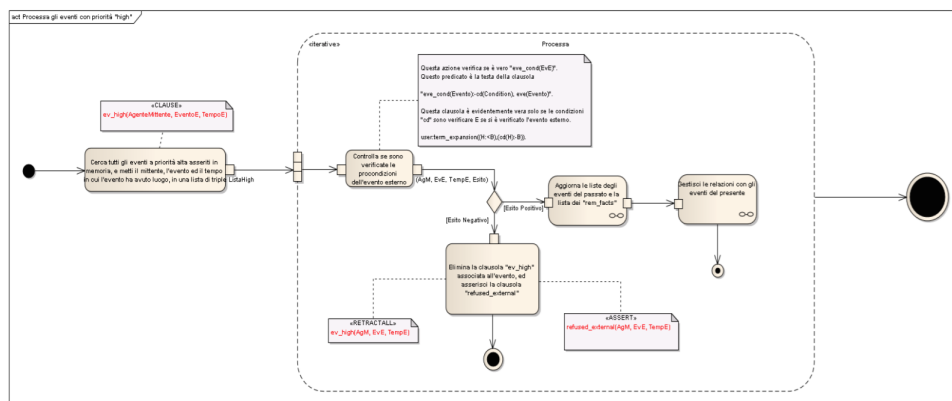 act Processa gli eventi con priorità "high"
«iterative»
Processa
Questa azione verifica se è vero "eve_cond(EvE)".
Questo predicato è la testa della clausola
"eve_cond(Evento):-cd(Condition), eve(Evento)".
Questa clausola è evidentemente vera solo se le condizioni
"cd" sono verificate E se si è verificato l'evento esterno.
user:term_expansion((H:<B),(cd(H):-B)).
«CLAUSE»
ev_high(AgenteMittente, EventoE, TempoE)
Cerca tutti gli eventi a priorità alta asseriti in
memoria, e metti il mittente, l'evento ed il tempo
in cui l'evento ha avuto luogo, in una lista di triple
ListaHigh
Controlla se sono
verificate le
precondizioni
dell'evento esterno
(AgM, EvE, TempE, Esito)
[Esito Positivo]
[Esito Negativo]
Aggiorna le liste degli
eventi del passato e la
lista dei "rem_facts"
Gestisci le relazioni con gli
eventi del presente
Elimina la clausola "ev_high"
associata all'evento, ed
asserisci la clausola
"refused_external"
«RETRACTALL»
ev_high(AgM, EvE, TempE)
«ASSERT»
refused_external(AgM, EvE, TempE)